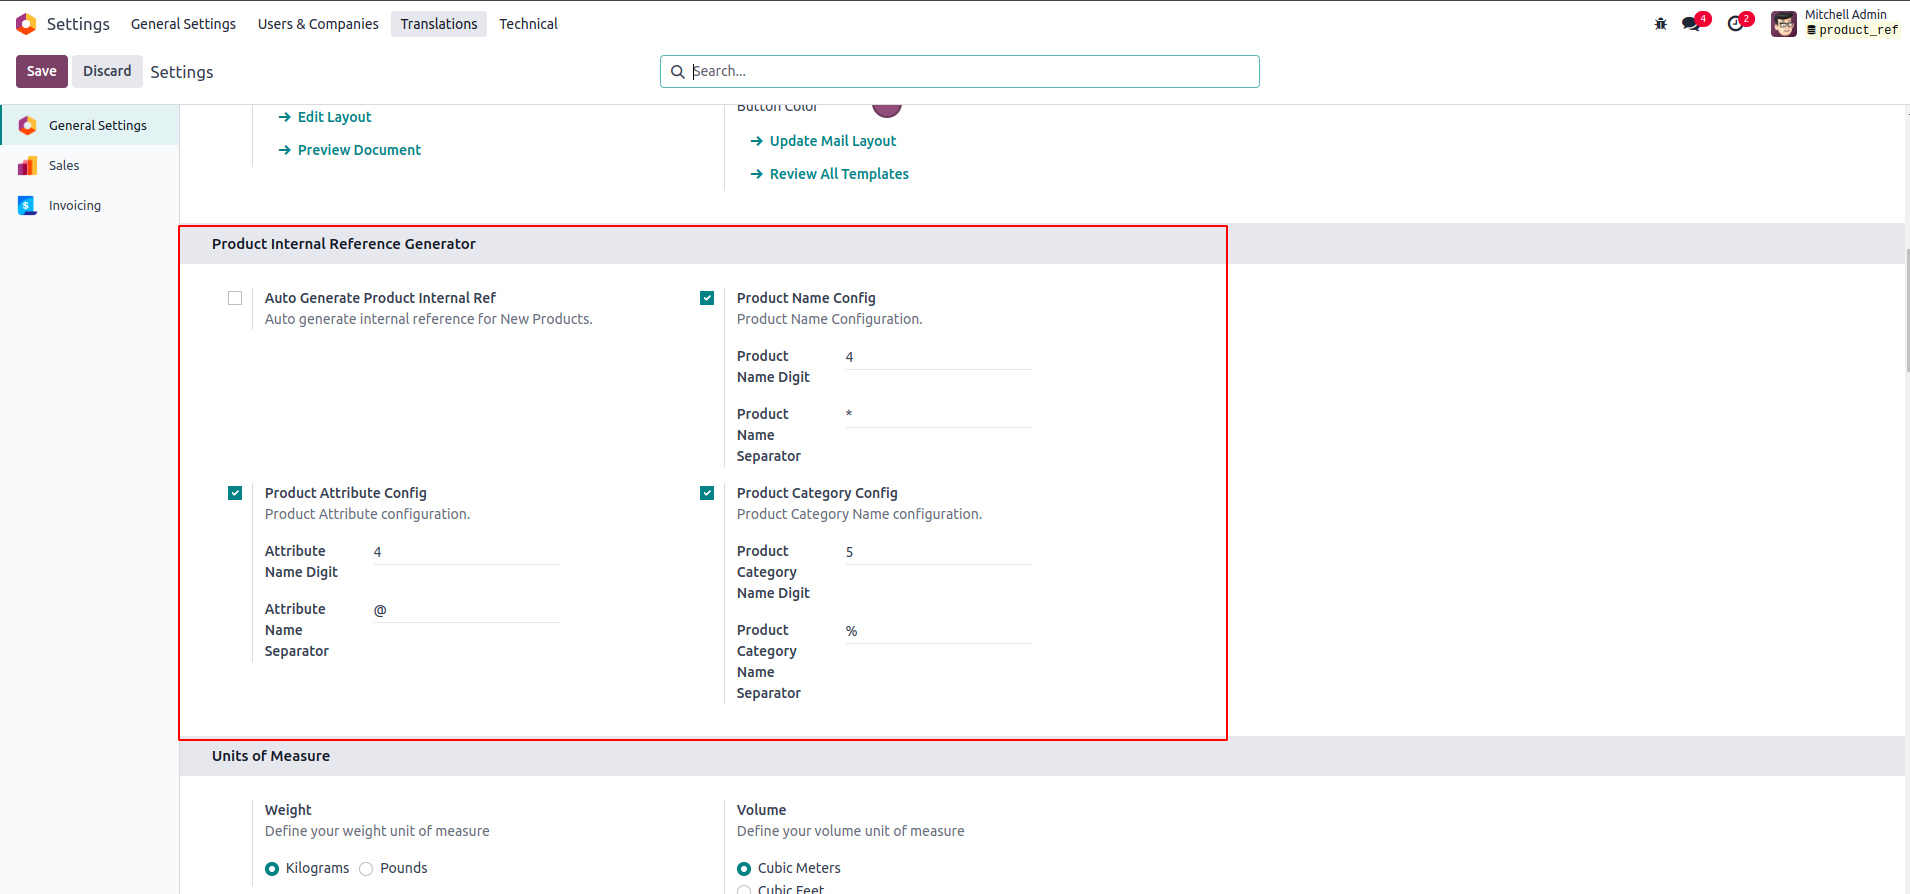 Settings General Settings Users & Companies Translations Technical 4 2 Mitchell Admin
product_ref
Save Discard Settings Search...
General Settings
Sales
Invoicing
Edit Layout
Preview Document
Button Color
Update Mail Layout
Review All Templates
Product Internal Reference Generator
Auto Generate Product Internal Ref
Auto generate internal reference for New Products.
Product Name Config
Product Name Configuration.
Product
Name Digit
4
Product
Name
Separator
*
Product Attribute Config
Product Attribute configuration.
Attribute
Name Digit
4
Attribute
Name
Separator
@
Product Category Config
Product Category Name configuration.
Product
Category
Name Digit
5
Product
Category
Name
Separator
%
Units of Measure
Weight
Define your weight unit of measure
Kilograms Pounds
Volume
Define your volume unit of measure
Cubic Meters
Cubic Feet